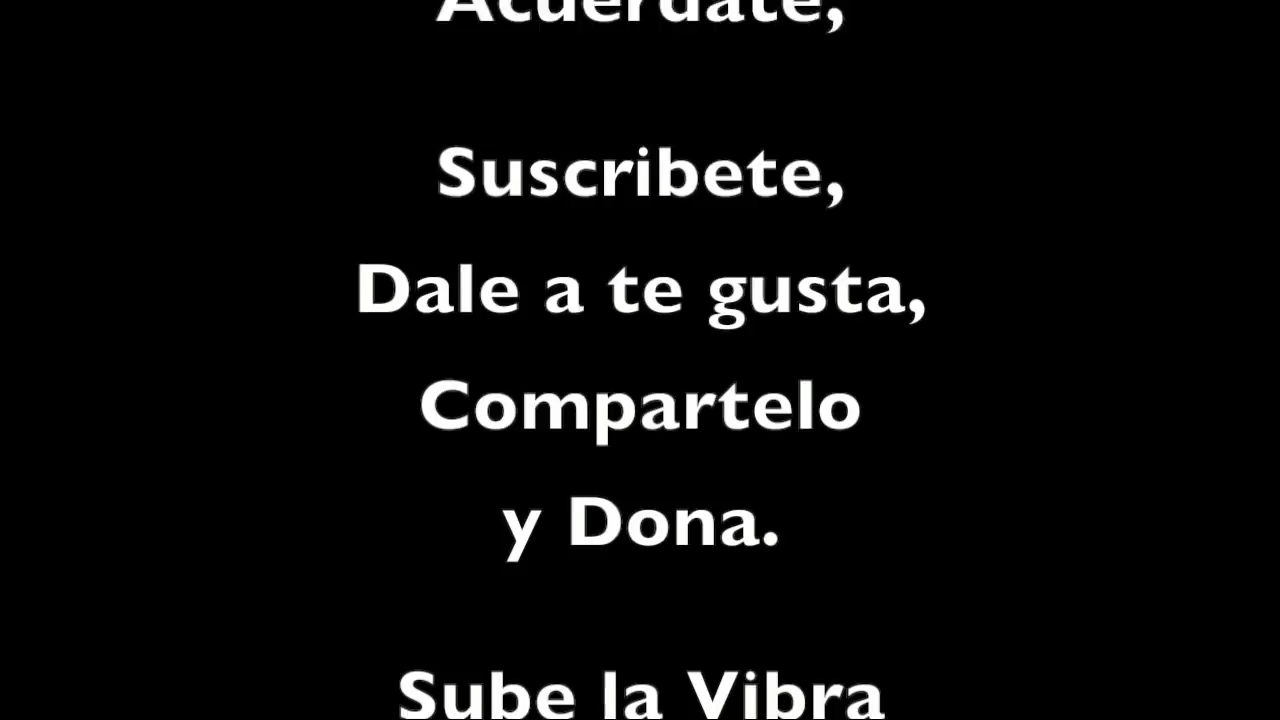 Acuerdate,
Suscribete,
Dale a te gusta,
Compartelo
y Dona.
Sube la Vibra